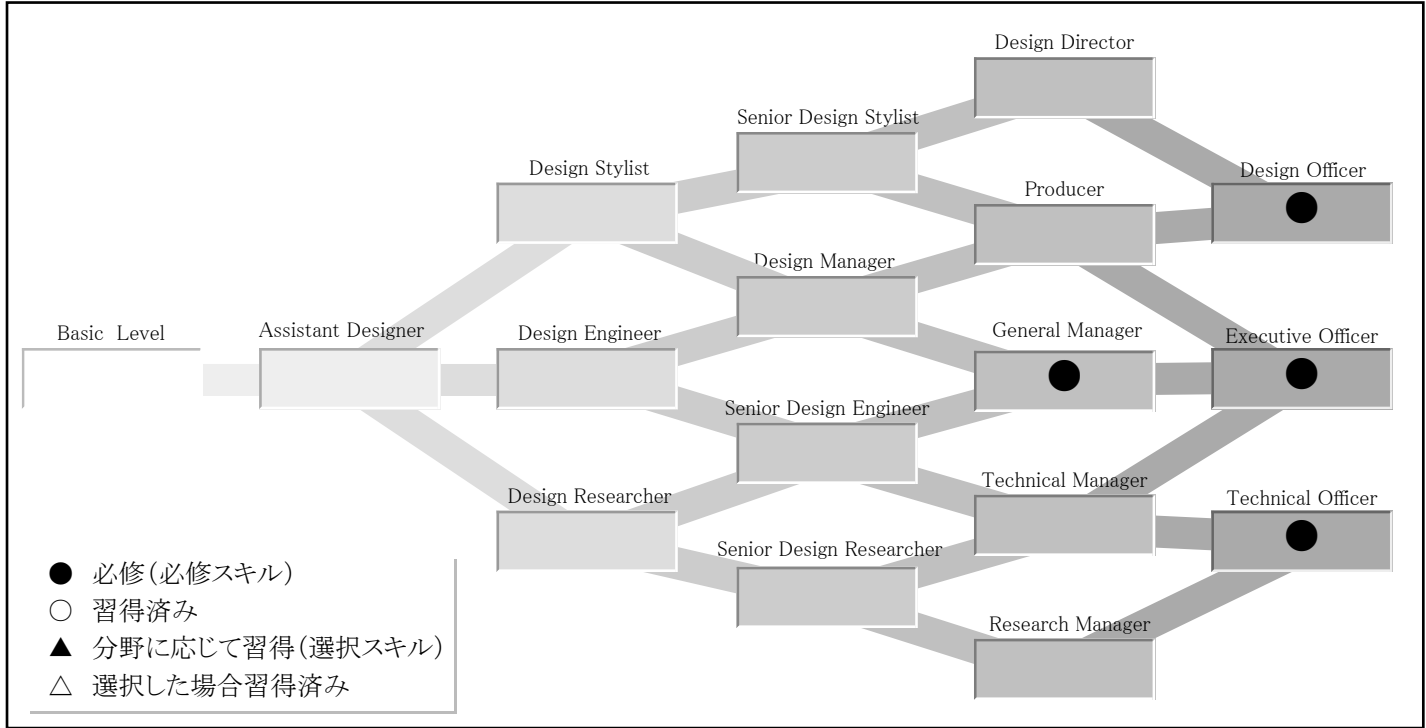 Design Director
Senior Design Stylist
Design Stylist
Design Officer
Producer
Design Manager
Basic Level
Assistant Designer
Design Engineer
General Manager
Executive Officer
Senior Design Engineer
Design Researcher
Technical Manager
Technical Officer
Senior Design Researcher
Research Manager
● 必修(必修スキル)
○ 習得済み
▲ 分野に応じて習得(選択スキル)
△ 選択した場合習得済み